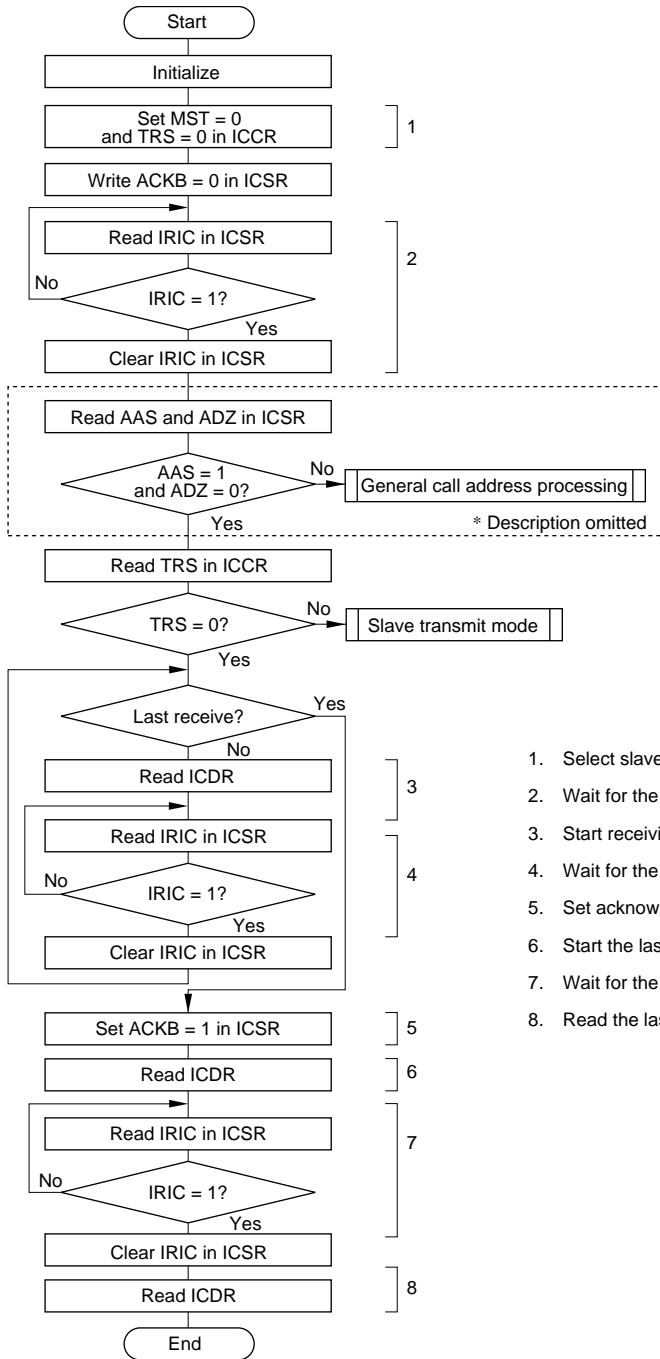 Start
Initialize
Set MST = 0
and TRS = 0 in ICCR
1
Write ACKB = 0 in ICSR
Read IRIC in ICSR
2
No
IRIC = 1?
Yes
Clear IRIC in ICSR
Read AAS and ADZ in ICSR
AAS = 1
and ADZ = 0?
No
General call address processing
Yes
* Description omitted
Read TRS in ICCR
TRS = 0?
No
Slave transmit mode
Yes
Last receive?
Yes
No
Read ICDR
3
Read IRIC in ICSR
4
No
IRIC = 1?
Yes
Clear IRIC in ICSR
Set ACKB = 1 in ICSR
5
Read ICDR
6
Read IRIC in ICSR
7
No
IRIC = 1?
Yes
Clear IRIC in ICSR
Read ICDR
8
End
1. Select slave
2. Wait for the
3. Start receivi
4. Wait for the
5. Set acknow
6. Start the las
7. Wait for the
8. Read the las